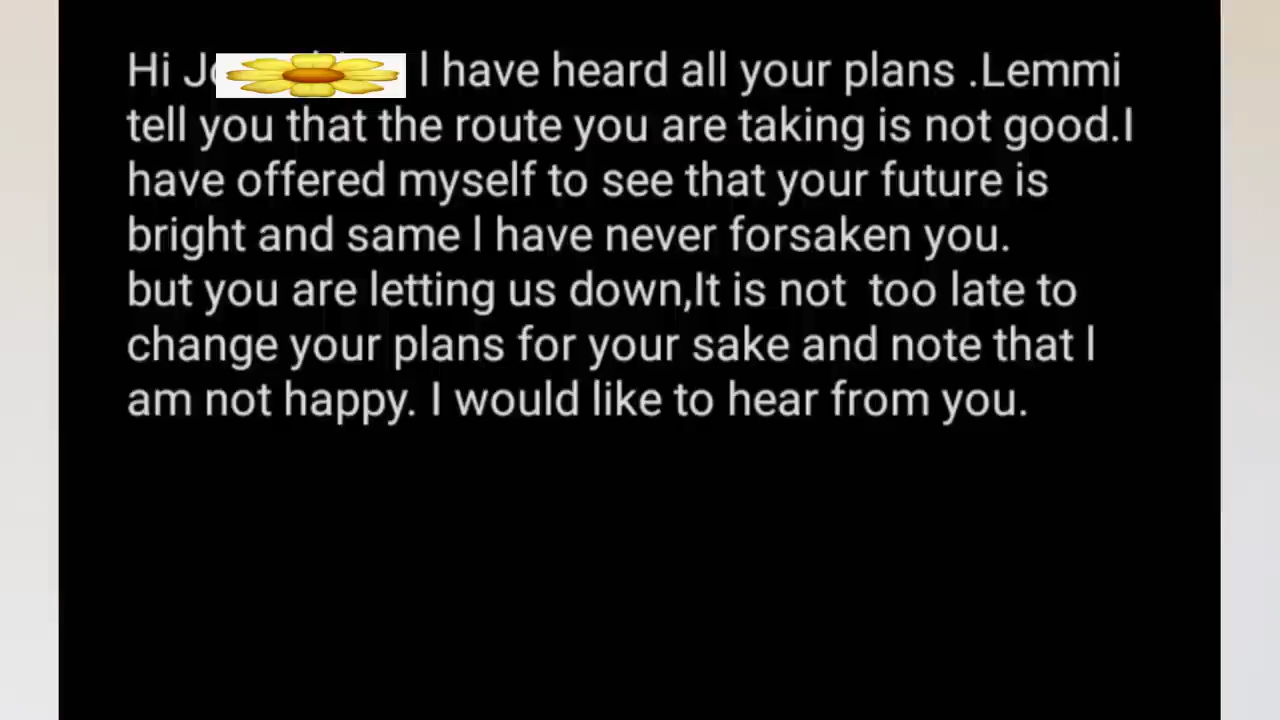 Hi I have heard all your plans .Lemmi
tell you that the route you are taking is not good.I
have offered myself to see that your future is
bright and same I have never forsaken you.
but you are letting us down,It is not  too late to
change your plans for your sake and note that I
am not happy. I would like to hear from you.